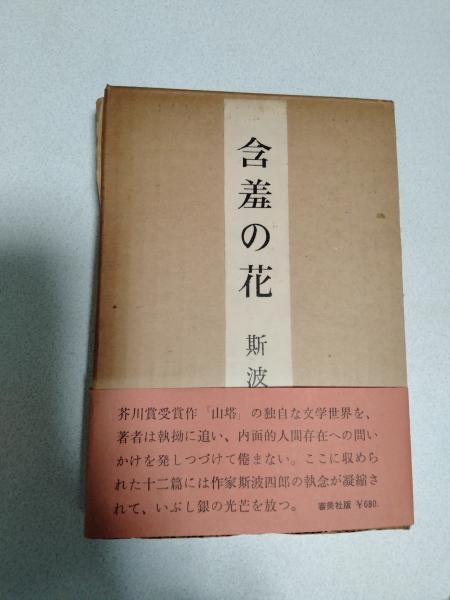 含羞の花
斯波
芥川賞受賞作「山塔」の独自な文学世界を、
著者は執拗に追い、内面的人間存在への問い
かけを発しつづけて倦まない。ここに収めら
れた十二篇には作家斯波四郎の執念が凝縮さ
れて、いぶし銀の光芒を放つ。
審美社版 ¥680.